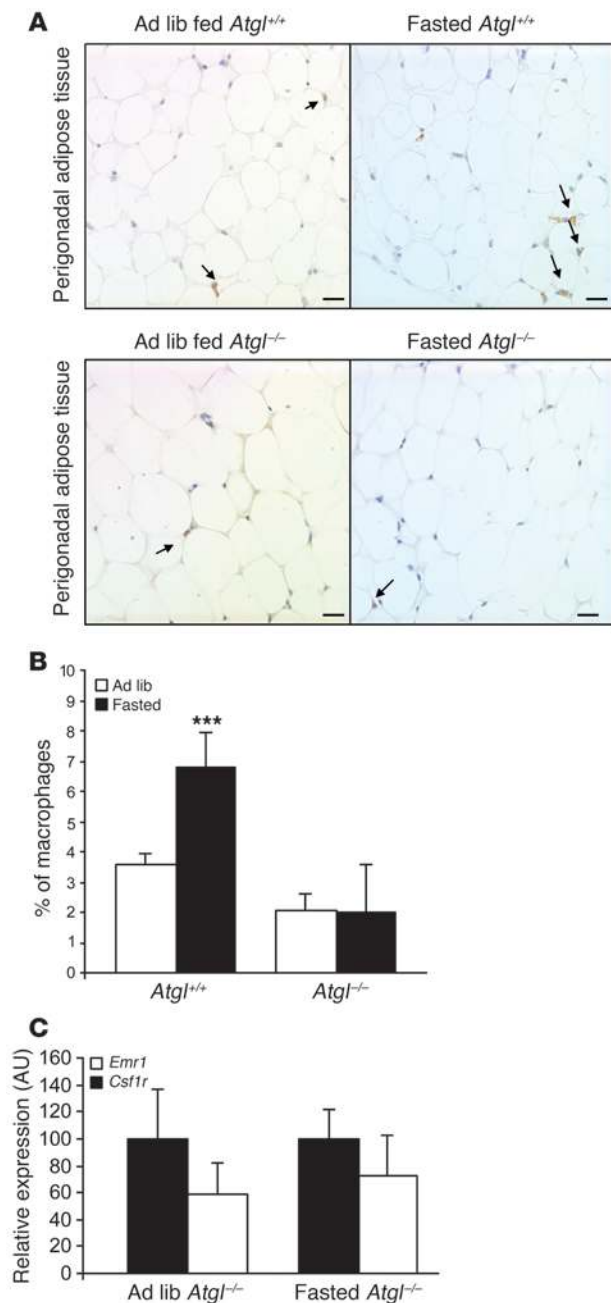 A
Ad lib fed Atgl+/+ Fasted Atgl+/+
Perigonadal adipose tissue
Ad lib fed Atgl–/– Fasted Atgl–/–
Perigonadal adipose tissue
B
10
9
8
7
6
5
4
3
2
1
0
% of macrophages
Ad lib
Fasted
***
Atgl+/+ Atgl–/–
C
160
140
120
100
80
60
40
20
0
Relative expression (AU)
Emr1
Csf1r
Ad lib Atgl–/– Fasted Atgl–/–